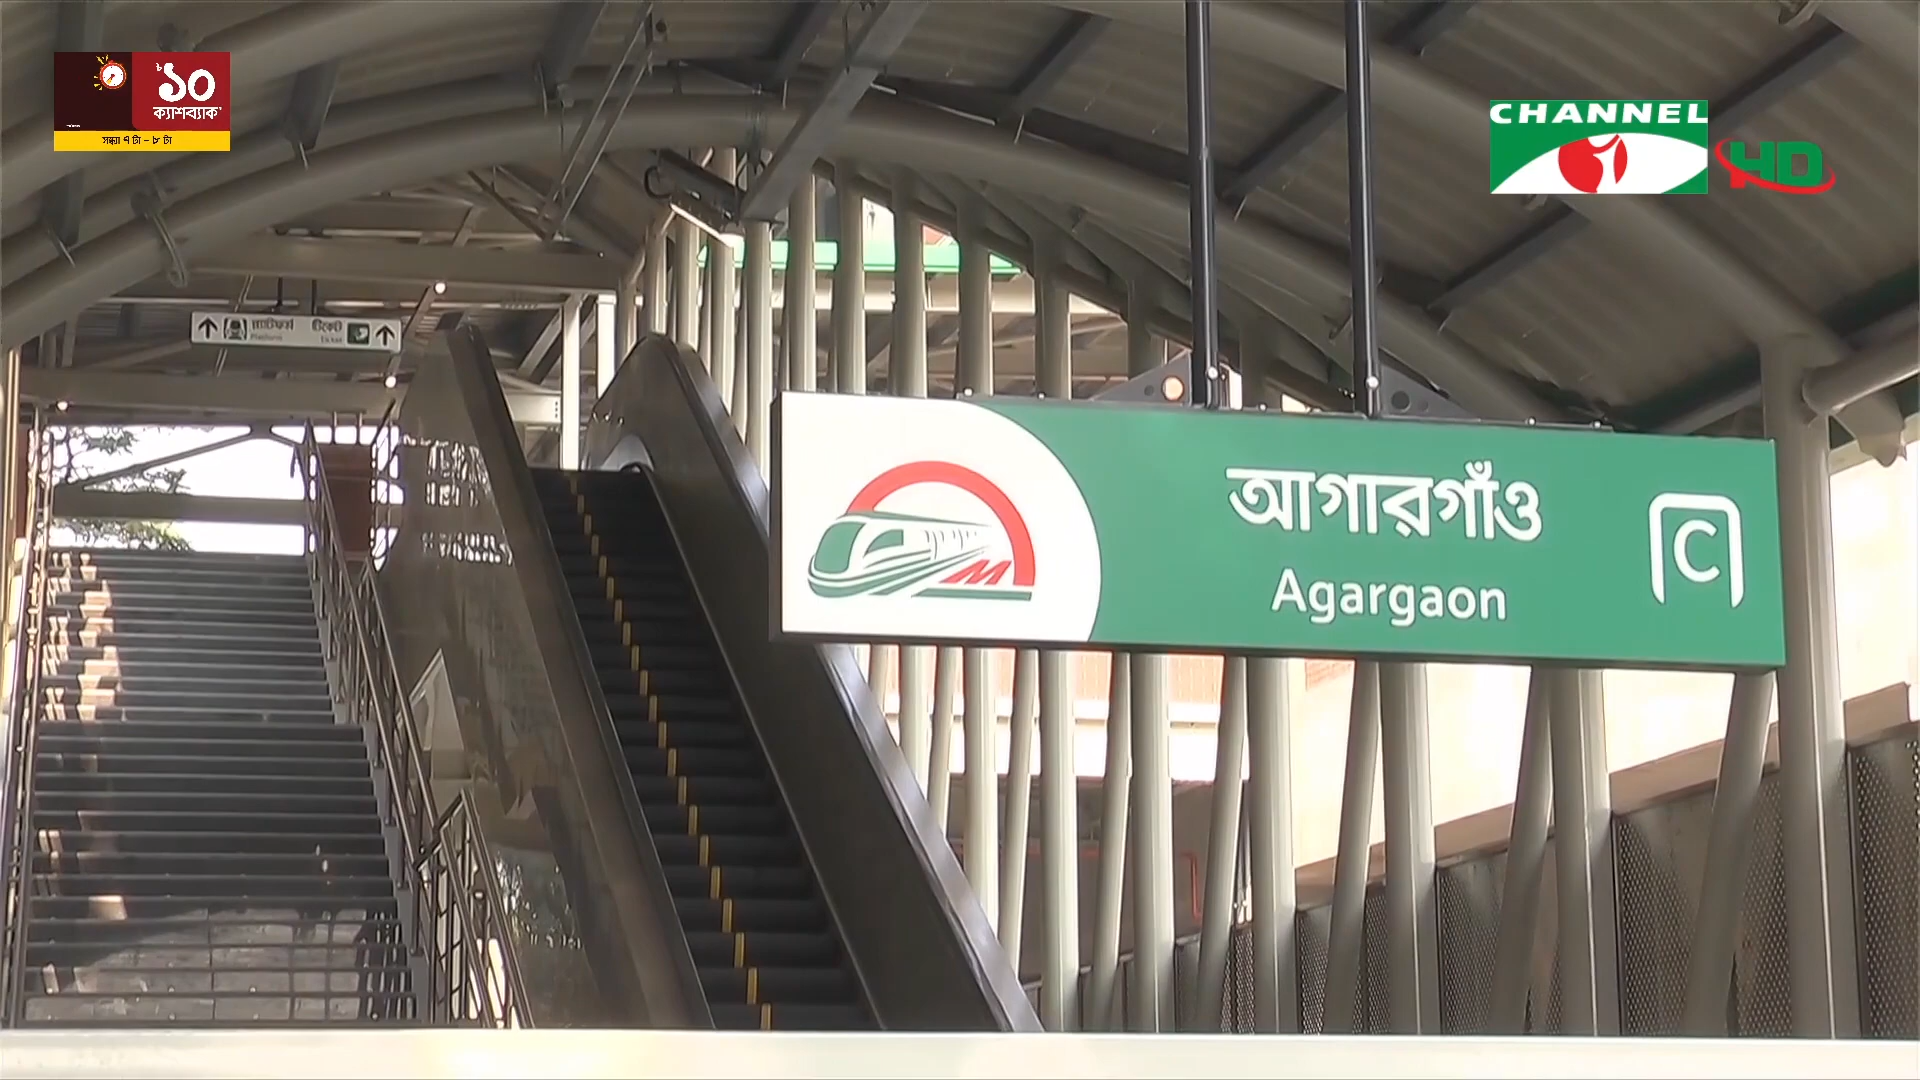 ৳১০
ক্যাশব্যাক*
সন্ধ্যা ৭ টা – ৮ টা
CHANNEL
HD
প্ল্যাটফর্ম টিকেট
Platform Ticket
M
আগারগাঁও
Agargaon
C